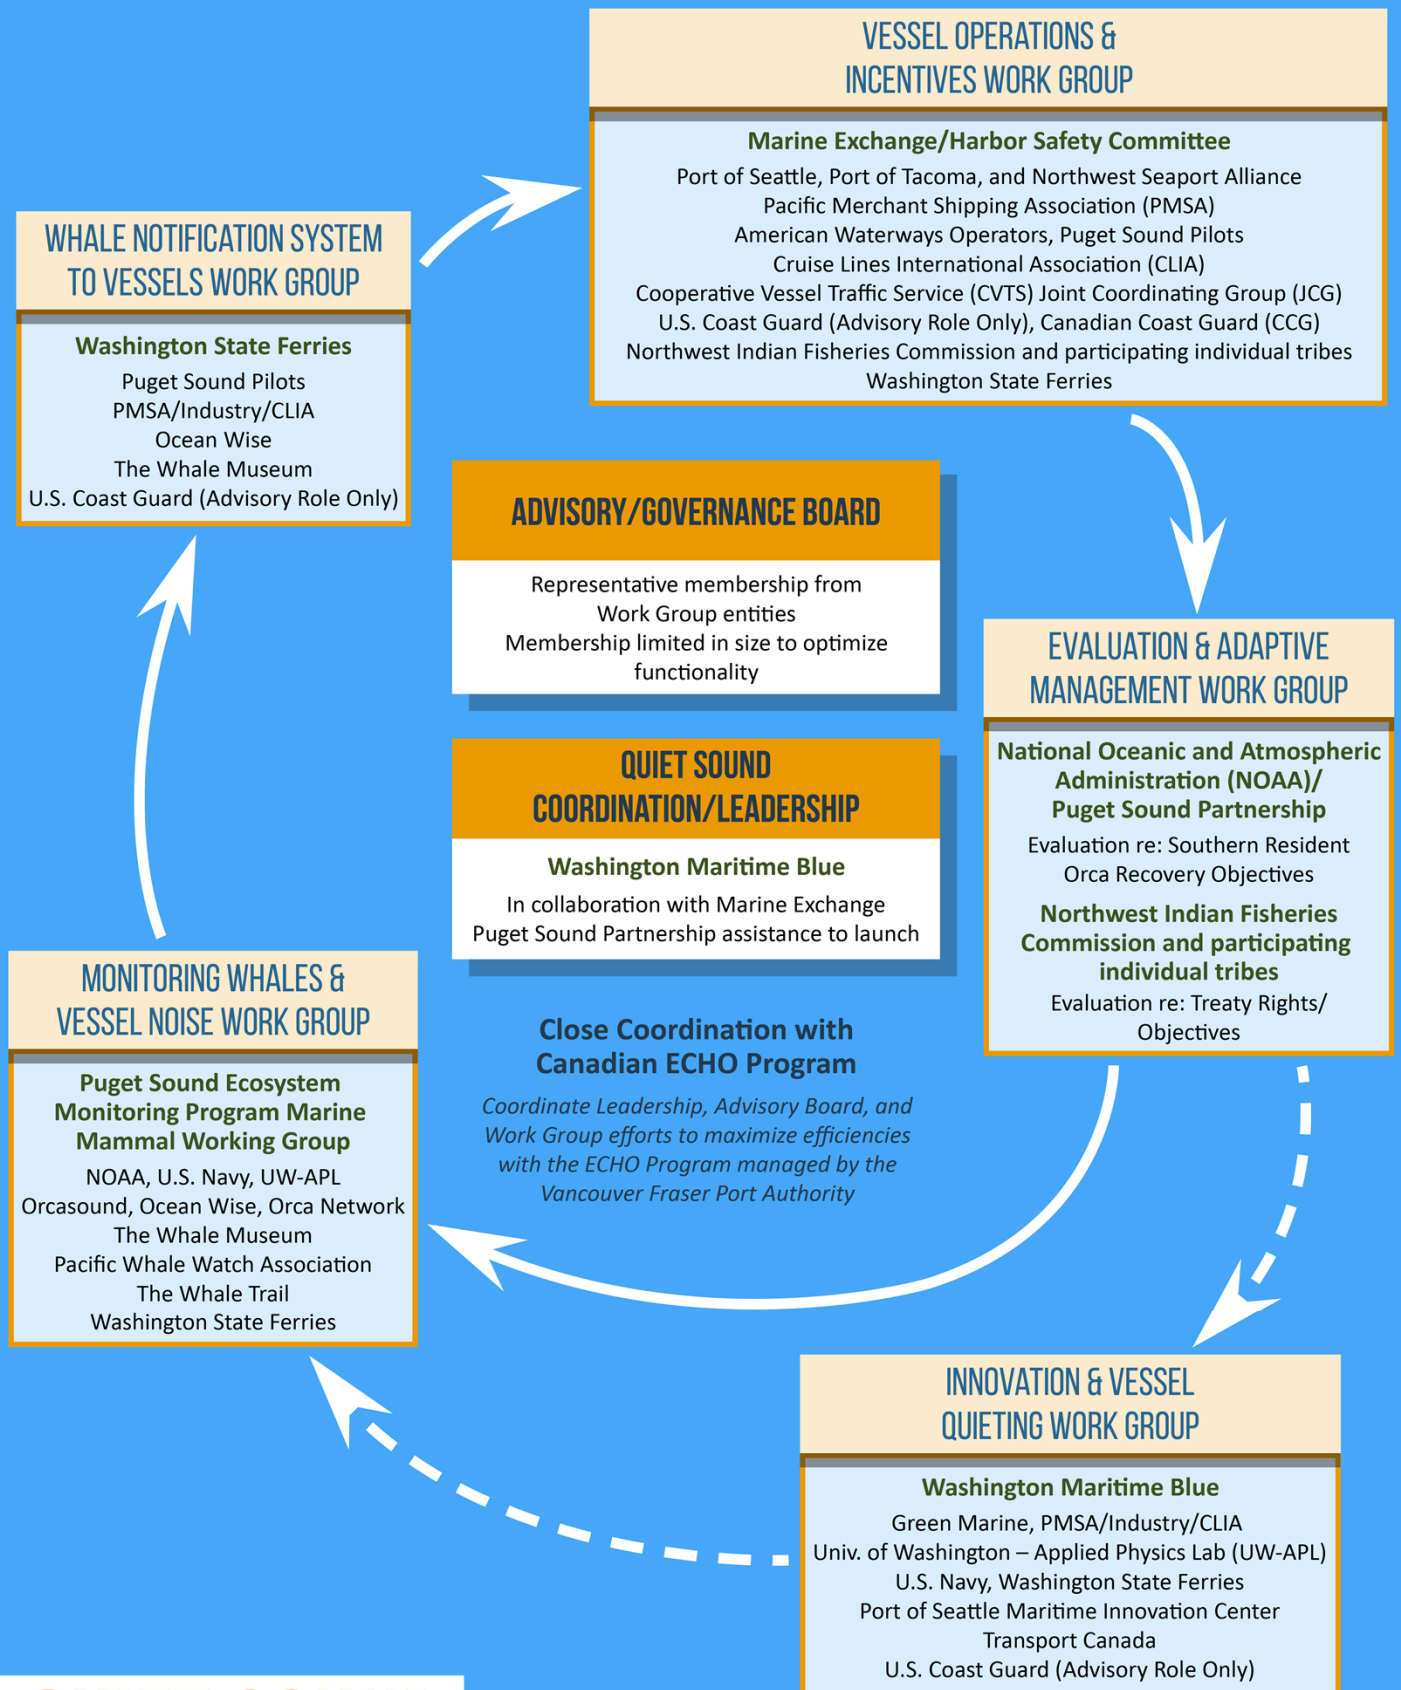 VESSEL OPERATIONS &
INCENTIVES WORK GROUP
Marine Exchange/Harbor Safety Committee
Port of Seattle, Port of Tacoma, and Northwest Seaport Alliance
Pacific Merchant Shipping Association (PMSA)
American Waterways Operators, Puget Sound Pilots
Cruise Lines International Association (CLIA)
Cooperative Vessel Traffic Service (CVTS) Joint Coordinating Group (JCG)
U.S. Coast Guard (Advisory Role Only), Canadian Coast Guard (CCG)
Northwest Indian Fisheries Commission and participating individual tribes
Washington State Ferries
WHALE NOTIFICATION SYSTEM
TO VESSELS WORK GROUP
Washington State Ferries
Puget Sound Pilots
PMSA/Industry/CLIA
Ocean Wise
The Whale Museum
U.S. Coast Guard (Advisory Role Only)
ADVISORY/GOVERNANCE BOARD
Representative membership from
Work Group entities
Membership limited in size to optimize
functionality
QUIET SOUND
COORDINATION/LEADERSHIP
Washington Maritime Blue
In collaboration with Marine Exchange
Puget Sound Partnership assistance to launch
EVALUATION & ADAPTIVE
MANAGEMENT WORK GROUP
National Oceanic and Atmospheric
Administration (NOAA)/
Puget Sound Partnership
Evaluation re: Southern Resident
Orca Recovery Objectives
Northwest Indian Fisheries
Commission and participating
individual tribes
Evaluation re: Treaty Rights/
Objectives
MONITORING WHALES &
VESSEL NOISE WORK GROUP
Puget Sound Ecosystem
Monitoring Program Marine
Mammal Working Group
NOAA, U.S. Navy, UW-APL
Orcasound, Ocean Wise, Orca Network
The Whale Museum
Pacific Whale Watch Association
The Whale Trail
Washington State Ferries
Close Coordination with
Canadian ECHO Program
Coordinate Leadership, Advisory Board, and
Work Group efforts to maximize efficiencies
with the ECHO Program managed by the
Vancouver Fraser Port Authority
INNOVATION & VESSEL
QUIETING WORK GROUP
Washington Maritime Blue
Green Marine, PMSA/Industry/CLIA
Univ. of Washington – Applied Physics Lab (UW-APL)
U.S. Navy, Washington State Ferries
Port of Seattle Maritime Innovation Center
Transport Canada
U.S. Coast Guard (Advisory Role Only)